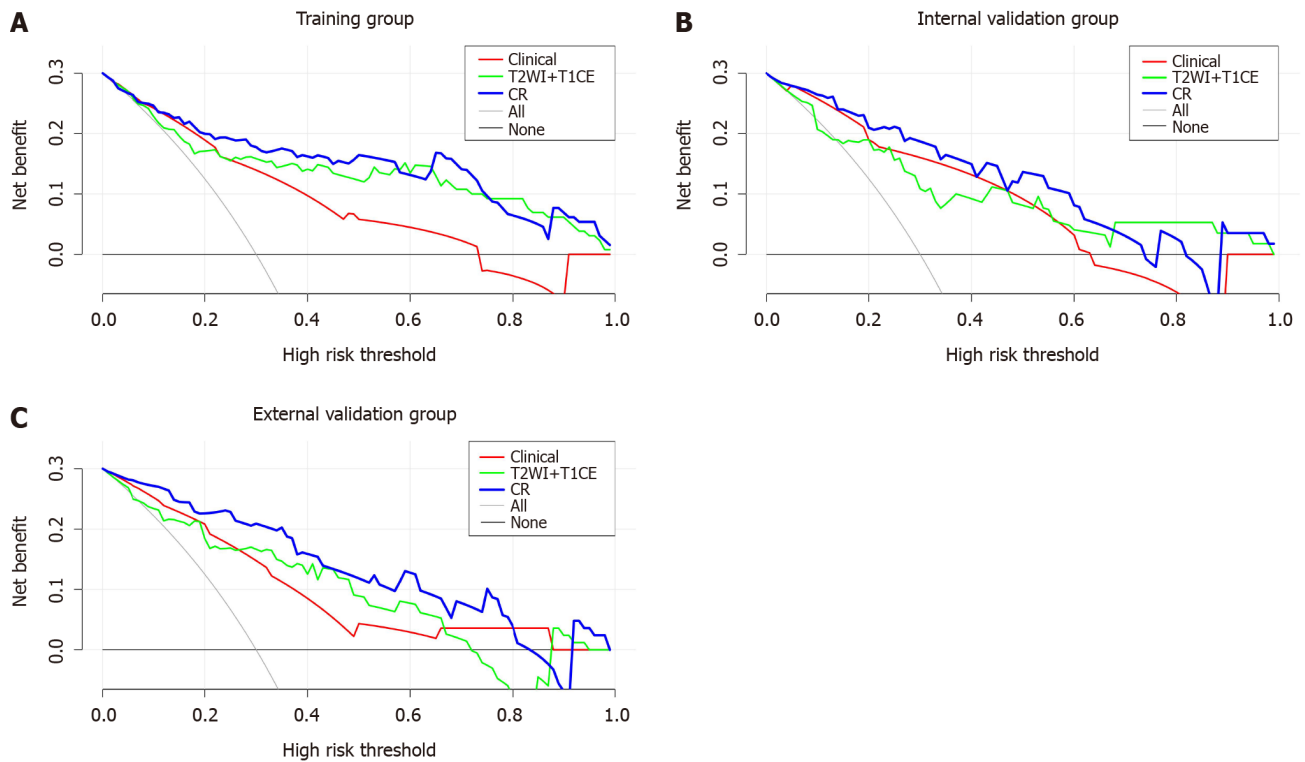 A
Training group
Clinical
T2WI+T1CE
CR
All
None
Net benefit
0.3
0.2
0.1
0.0
0.0 0.2 0.4 0.6 0.8 1.0
High risk threshold
B
Internal validation group
Clinical
T2WI+T1CE
CR
All
None
Net benefit
0.3
0.2
0.1
0.0
0.0 0.2 0.4 0.6 0.8 1.0
High risk threshold
C
External validation group
Clinical
T2WI+T1CE
CR
All
None
Net benefit
0.3
0.2
0.1
0.0
0.0 0.2 0.4 0.6 0.8 1.0
High risk threshold